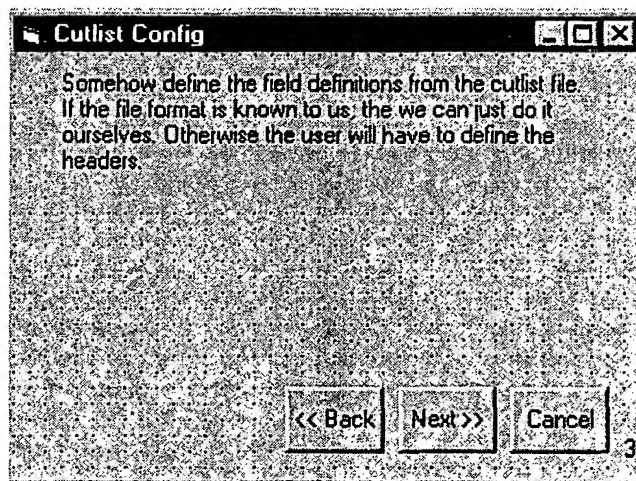 Cutlist Config
Somehow define the field definitions from the cutlist file.
If the file format is known to us, the we can just do it
ourselves. Otherwise the user will have to define the
headers.
<< Back Next>> Cancel
3